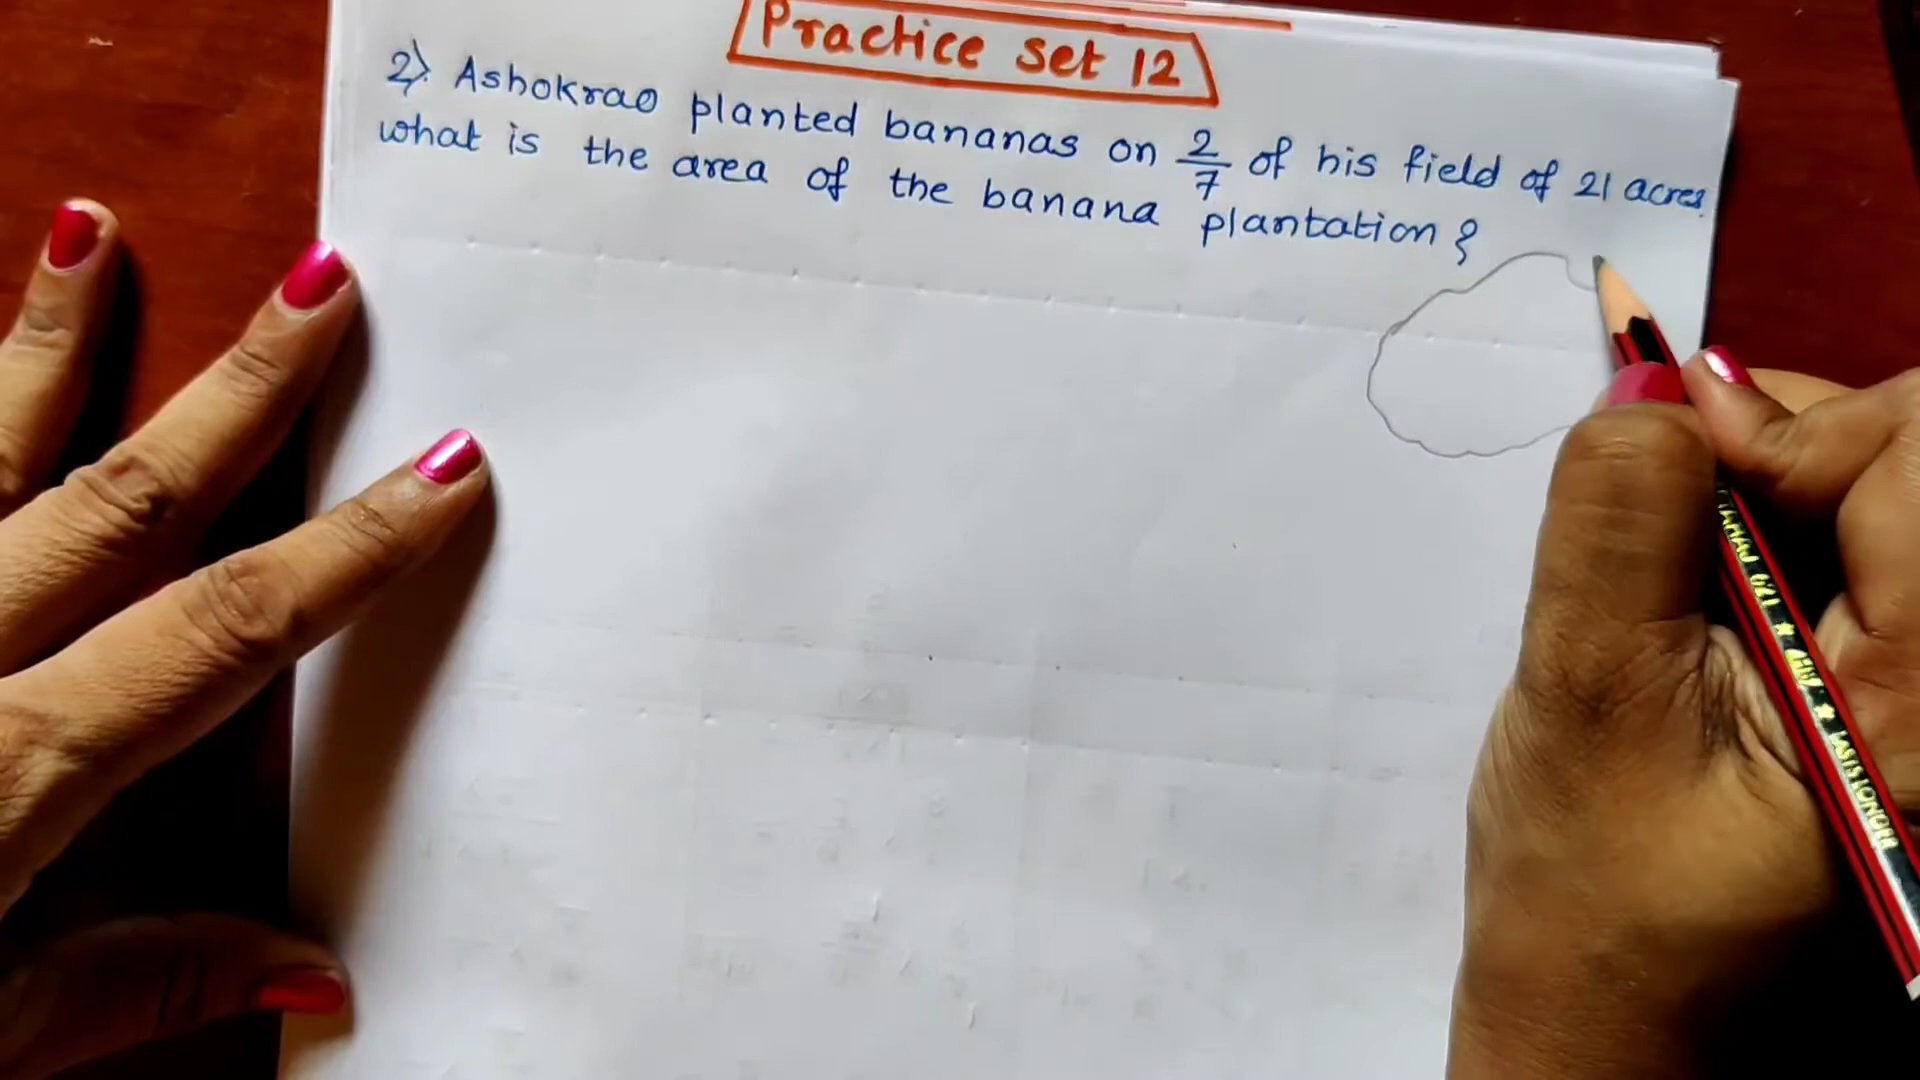 Practice Set 12
2). Ashokrao planted bananas on 2/7 of his field of 21 acres.
what is the area of the banana plantation ?